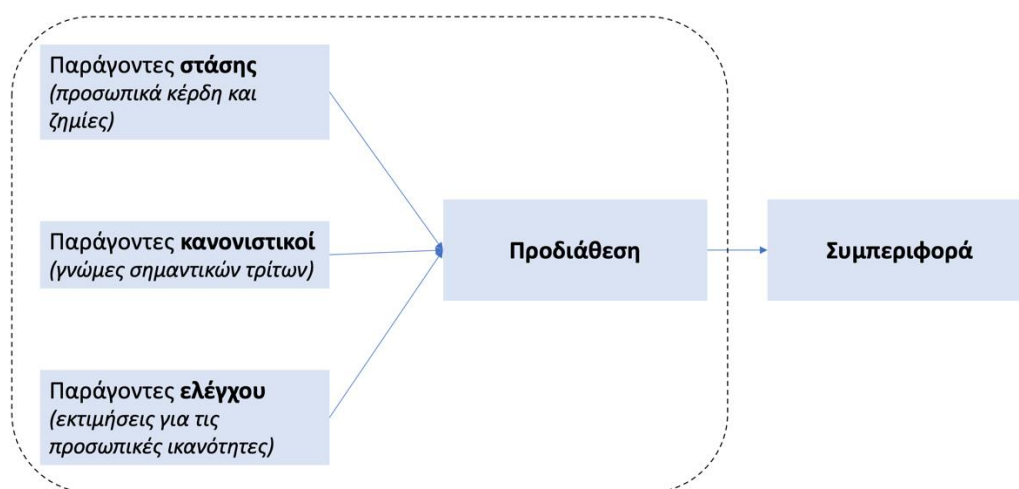 Παράγοντες στάσης
(προσωπικά κέρδη και
ζημίες)
Παράγοντες κανονιστικοί
(γνώμες σημαντικών τρίτων)
Παράγοντες ελέγχου
(εκτιμήσεις για τις
προσωπικές ικανότητες)
Προδιάθεση
Συμπεριφορά